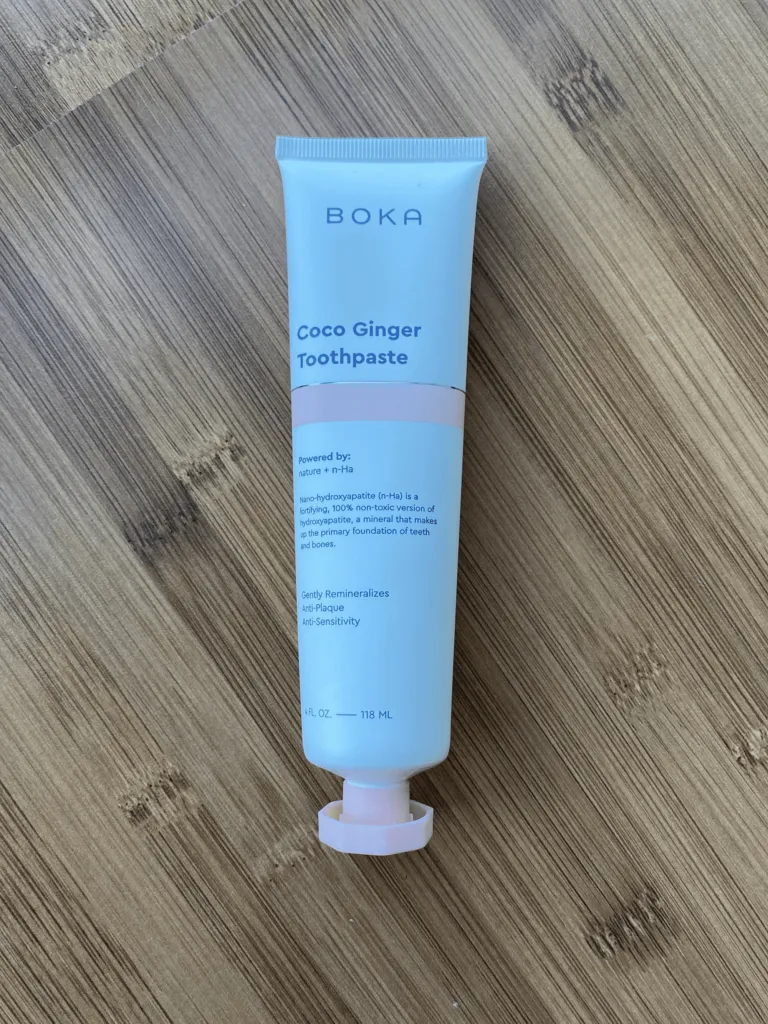 BOKA
Coco Ginger
Toothpaste
Powered by:
nature + n-Ha
Nano-hydroxyapatite (n-Ha) is a
fortifying, 100% non-toxic version of
hydroxyapatite, a mineral that makes
up the primary foundation of teeth
and bones.
Gently Remineralizes
Anti-Plaque
Anti-Sensitivity
4 FL. OZ. — 118 ML